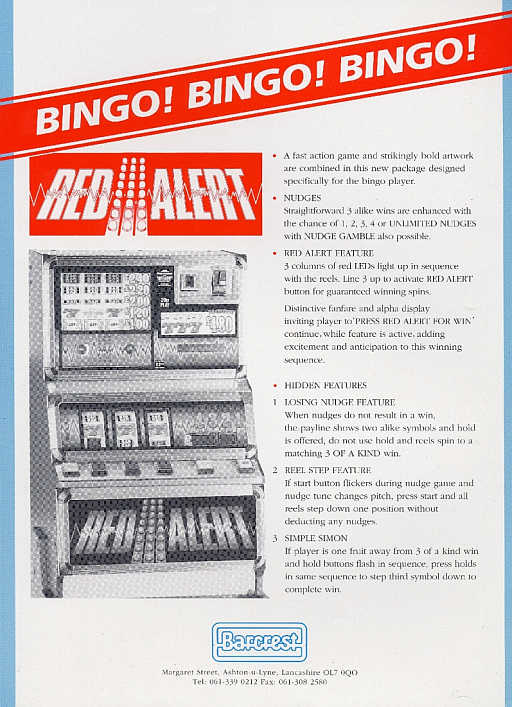 BINGO! BINGO! BINGO!
RED ALERT
• A fast action game and strikingly bold artwork
are combined in this new package designed
specifically for the bingo player.
• NUDGES
Straightforward 3 alike wins are enhanced with
the chance of 1, 2, 3, 4 or UNLIMITED NUDGES
with NUDGE GAMBLE also possible.
• RED ALERT FEATURE
3 columns of red LEDs light up in sequence
with the reels. Line 3 up to activate RED ALERT
button for guaranteed winning spins.
Distinctive fanfare and alpha display
inviting player to 'PRESS RED ALERT FOR WIN'
continue, while feature is active, adding
excitement and anticipation to this winning
sequence.
• HIDDEN FEATURES
1 LOSING NUDGE FEATURE
When nudges do not result in a win,
the payline shows two alike symbols and hold
is offered, do not use hold and reels spin to a
matching 3 OF A KIND win.
2 REEL STEP FEATURE
If start button flickers during nudge game and
nudge tune changes pitch, press start and all
reels step down one position without
deducting any nudges.
3 SIMPLE SIMON
If player is one fruit away from 3 of a kind win
and hold buttons flash in sequence, press holds
in same sequence to step third symbol down to
complete win.
RED ALERT
Barcrest
Margaret Street, Ashton-u-Lyne, Lancashire OL7 0QO
Tel: 061-339 0212 Fax: 061-308 2580